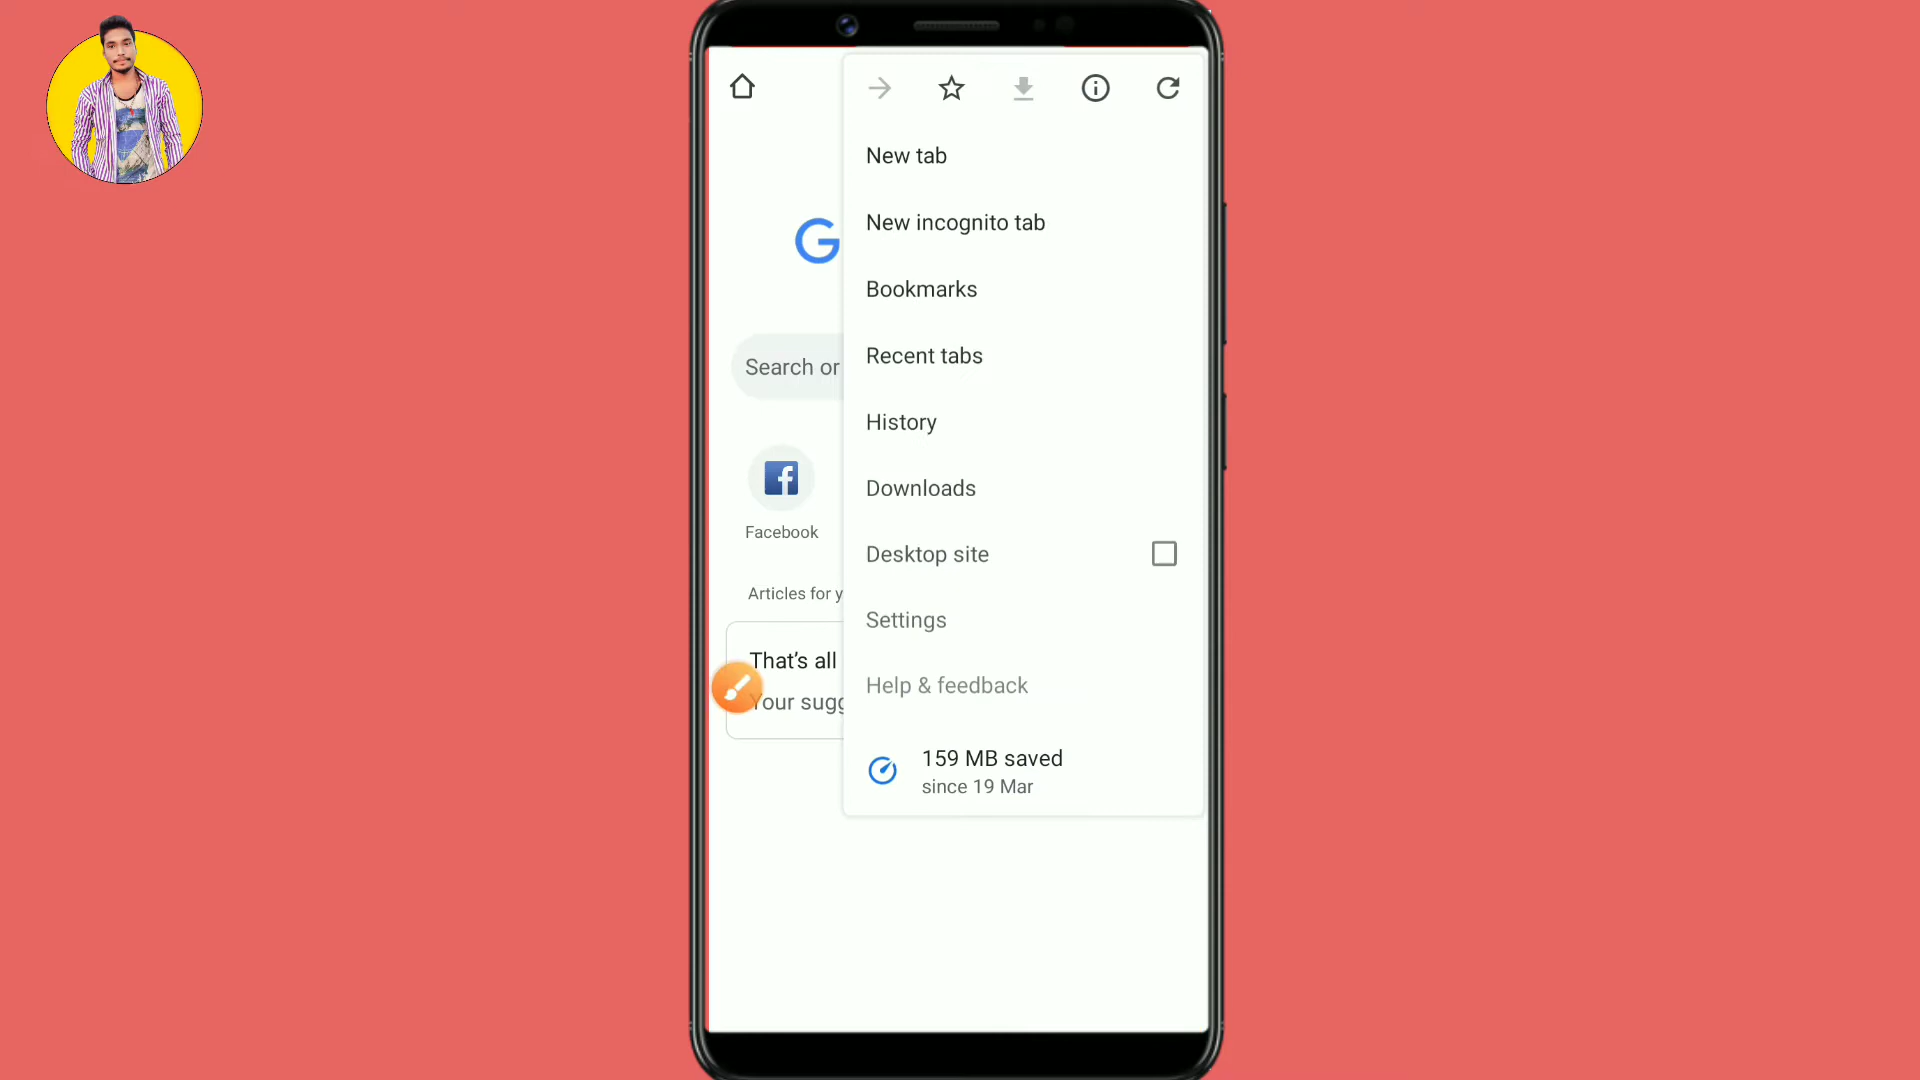 New tab
New incognito tab
Bookmarks
Recent tabs
History
Downloads
Desktop site
Settings
Help & feedback
159 MB saved
since 19 Mar
G
Search or
Facebook
Articles for y
That's all
Your sugg